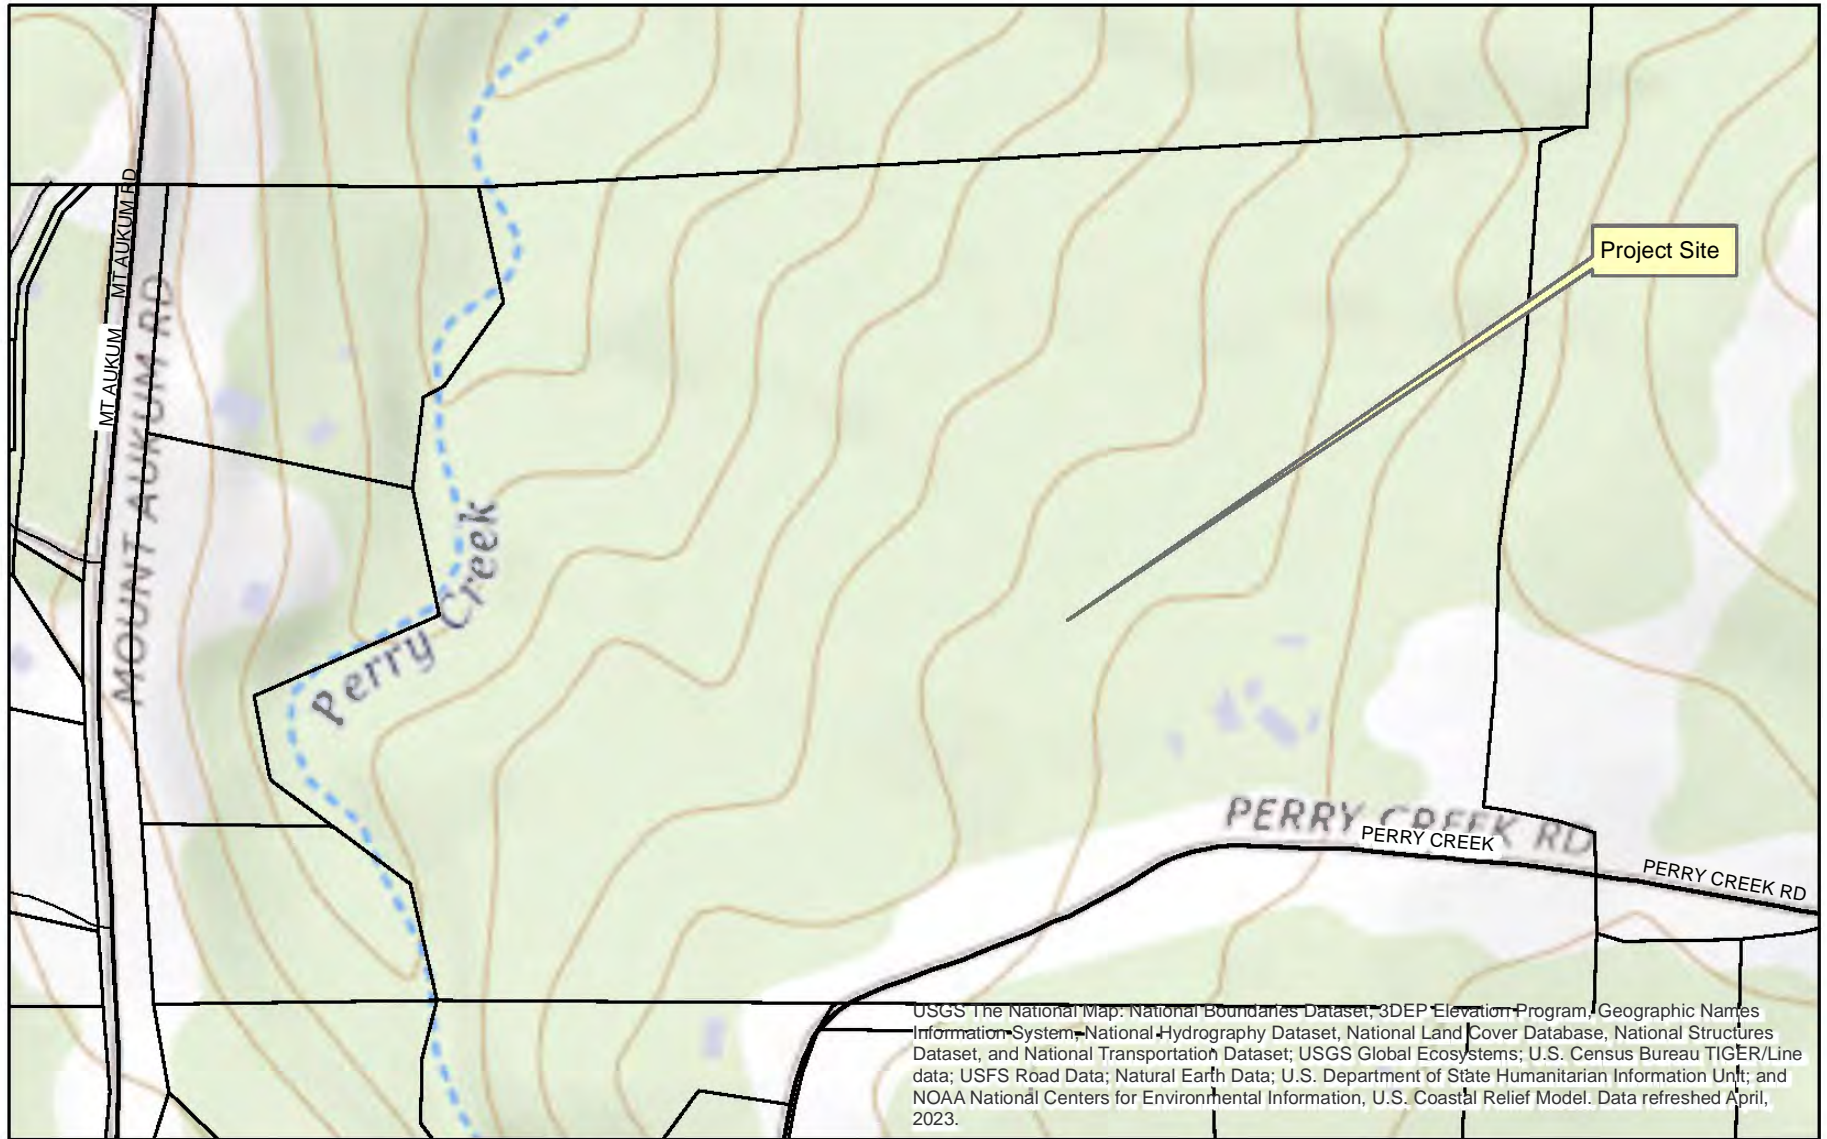 MT AUKUM RD
MT AUKUM
MOUNT AUKUM RD
Project Site
Perry Creek
PERRY CREEK RD
PERRY CREEK
PERRY CREEK RD
USGS The National Map: National Boundaries Dataset, 3DEP Elevation Program, Geographic Names
Information System, National Hydrography Dataset, National Land Cover Database, National Structures
Dataset, and National Transportation Dataset; USGS Global Ecosystems; U.S. Census Bureau TIGER/Line
data; USFS Road Data; Natural Earth Data; U.S. Department of State Humanitarian Information Unit; and
NOAA National Centers for Environmental Information, U.S. Coastal Relief Model. Data refreshed April,
2023.